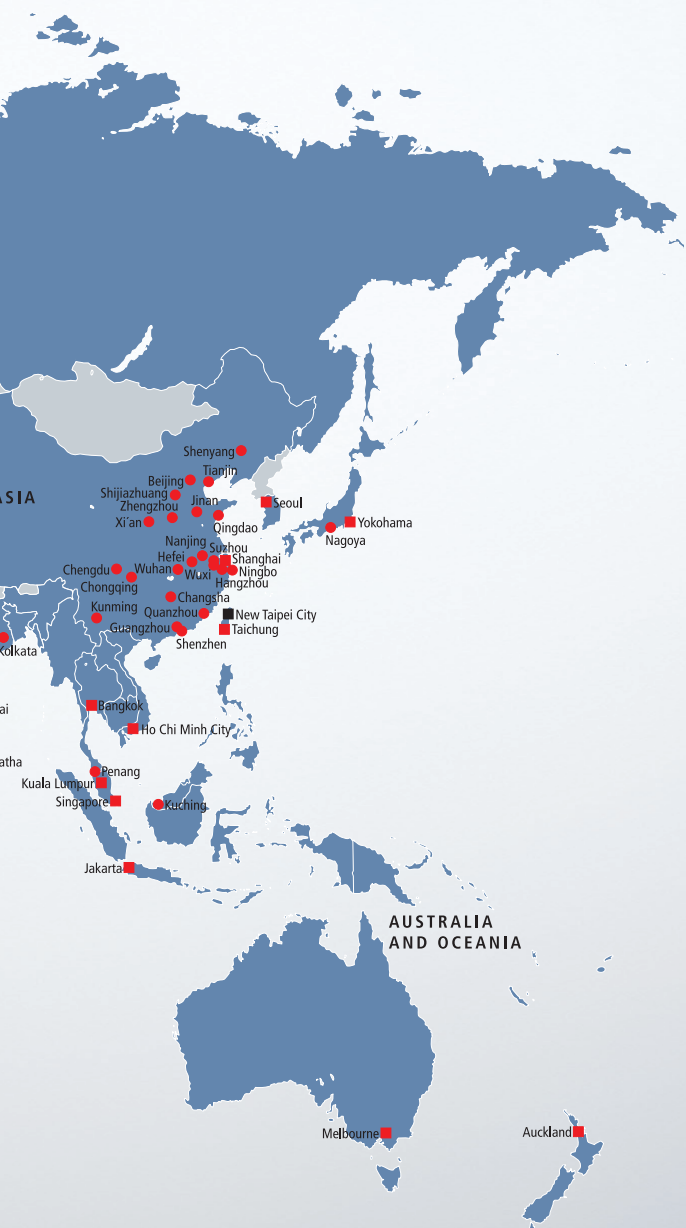 Shenyang
Beijing
Tianjin
Shijiazhuang
Jinan
Zhengzhou
ASIA
Seoul
Xi´an
Qingdao
Yokohama
Nagoya
Nanjing
Suzhou
Hefei
Shanghai
Chengdu
Wuhan
Wuxi
Ningbo
Hangzhou
Chongqing
Changsha
Kunming
Quanzhou
New Taipei City
Guangzhou
Taichung
Shenzhen
Kolkata
Bangkok
ai
Ho Chi Minh City
atha
Penang
Kuala Lumpur
Singapore
Kuching
Jakarta
AUSTRALIA
AND OCEANIA
Melbourne
Auckland